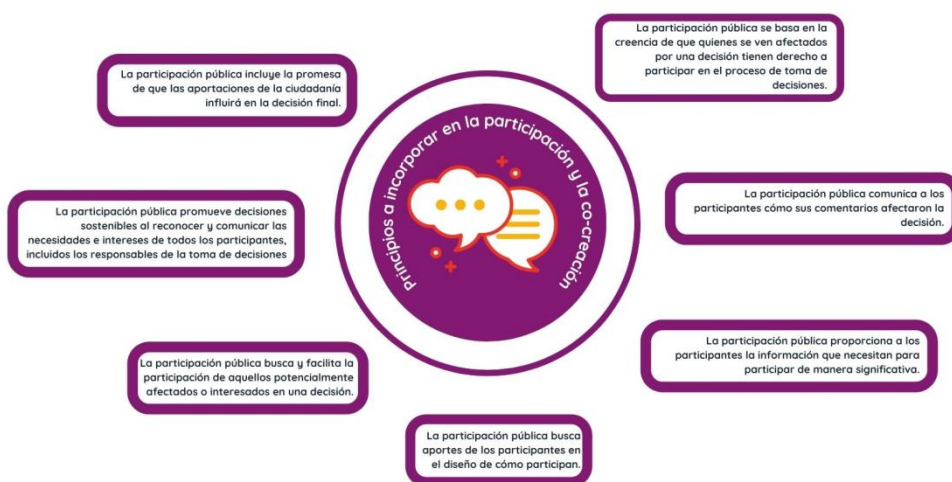 Principios a incorporar en la participación y la co-creación
La participación pública se basa en la
creencia de que quienes se ven afectados
por una decisión tienen derecho a
participar en el proceso de toma de
decisiones.
La participación pública incluye la promesa
de que las aportaciones de la ciudadanía
influirá en la decisión final.
La participación pública comunica a los
participantes cómo sus comentarios afectaron la
decisión.
La participación pública promueve decisiones
sostenibles al reconocer y comunicar las
necesidades e intereses de todos los participantes,
incluidos los responsables de la toma de decisiones
La participación pública proporciona a los
participantes la información que necesitan para
participar de manera significativa.
La participación pública busca y facilita la
participación de aquellos potencialmente
afectados o interesados en una decisión.
La participación pública busca
aportes de los participantes en
el diseño de cómo participan.